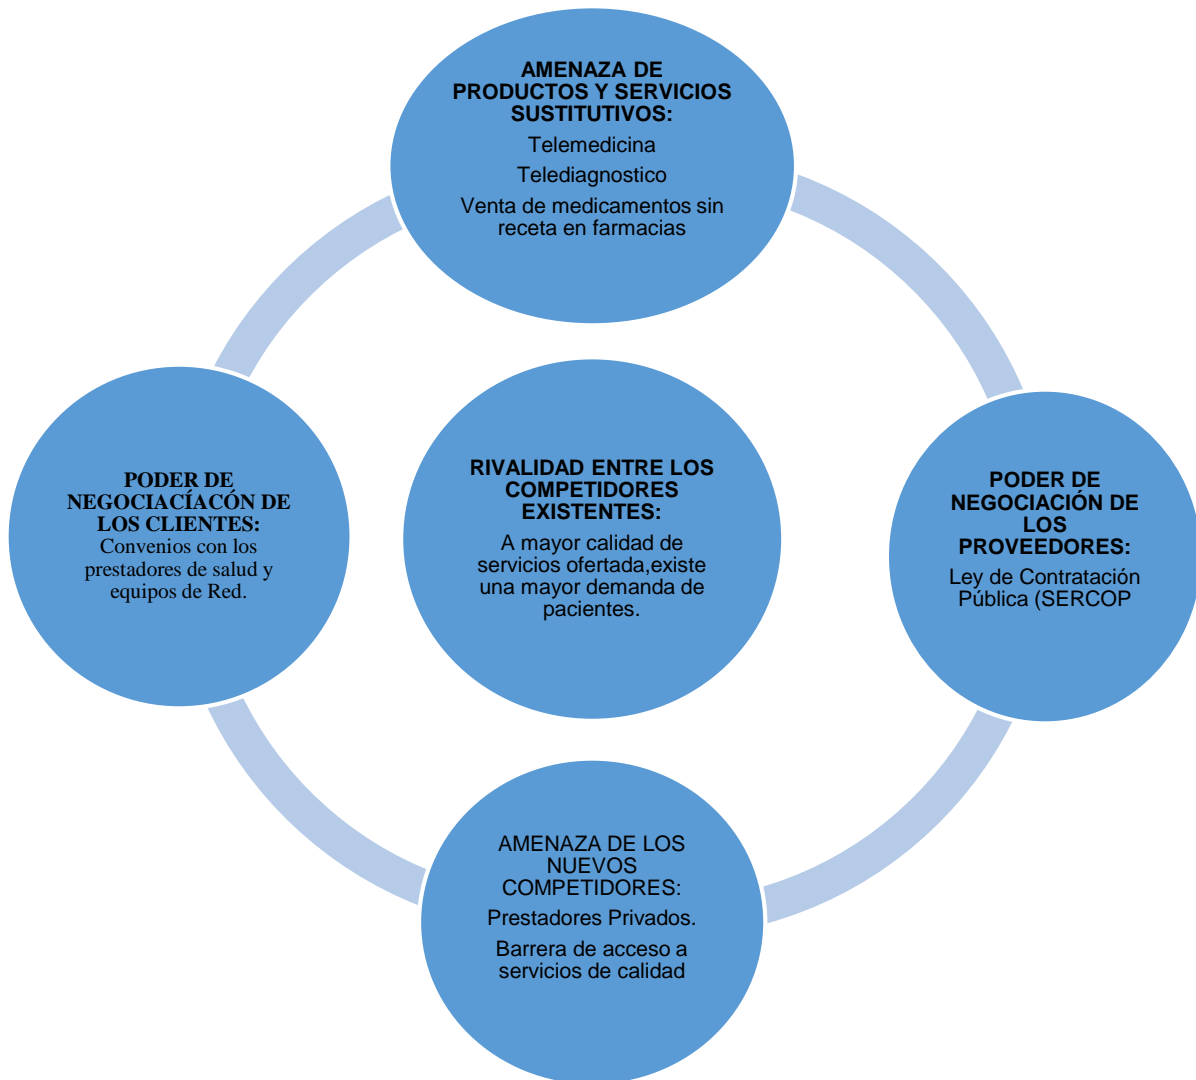 AMENAZA DE
PRODUCTOS Y SERVICIOS
SUSTITUTIVOS:
Telemedicina
Telediagnostico
Venta de medicamentos sin
receta en farmacias
PODER DE
NEGOCIACÍACÓN DE
LOS CLIENTES:
Convenios con los
prestadores de salud y
equipos de Red.
RIVALIDAD ENTRE LOS
COMPETIDORES
EXISTENTES:
A mayor calidad de
servicios ofertada,existe
una mayor demanda de
pacientes.
PODER DE
NEGOCIACIÓN DE
LOS
PROVEEDORES:
Ley de Contratación
Pública (SERCOP
AMENAZA DE LOS
NUEVOS
COMPETIDORES:
Prestadores Privados.
Barrera de acceso a
servicios de calidad